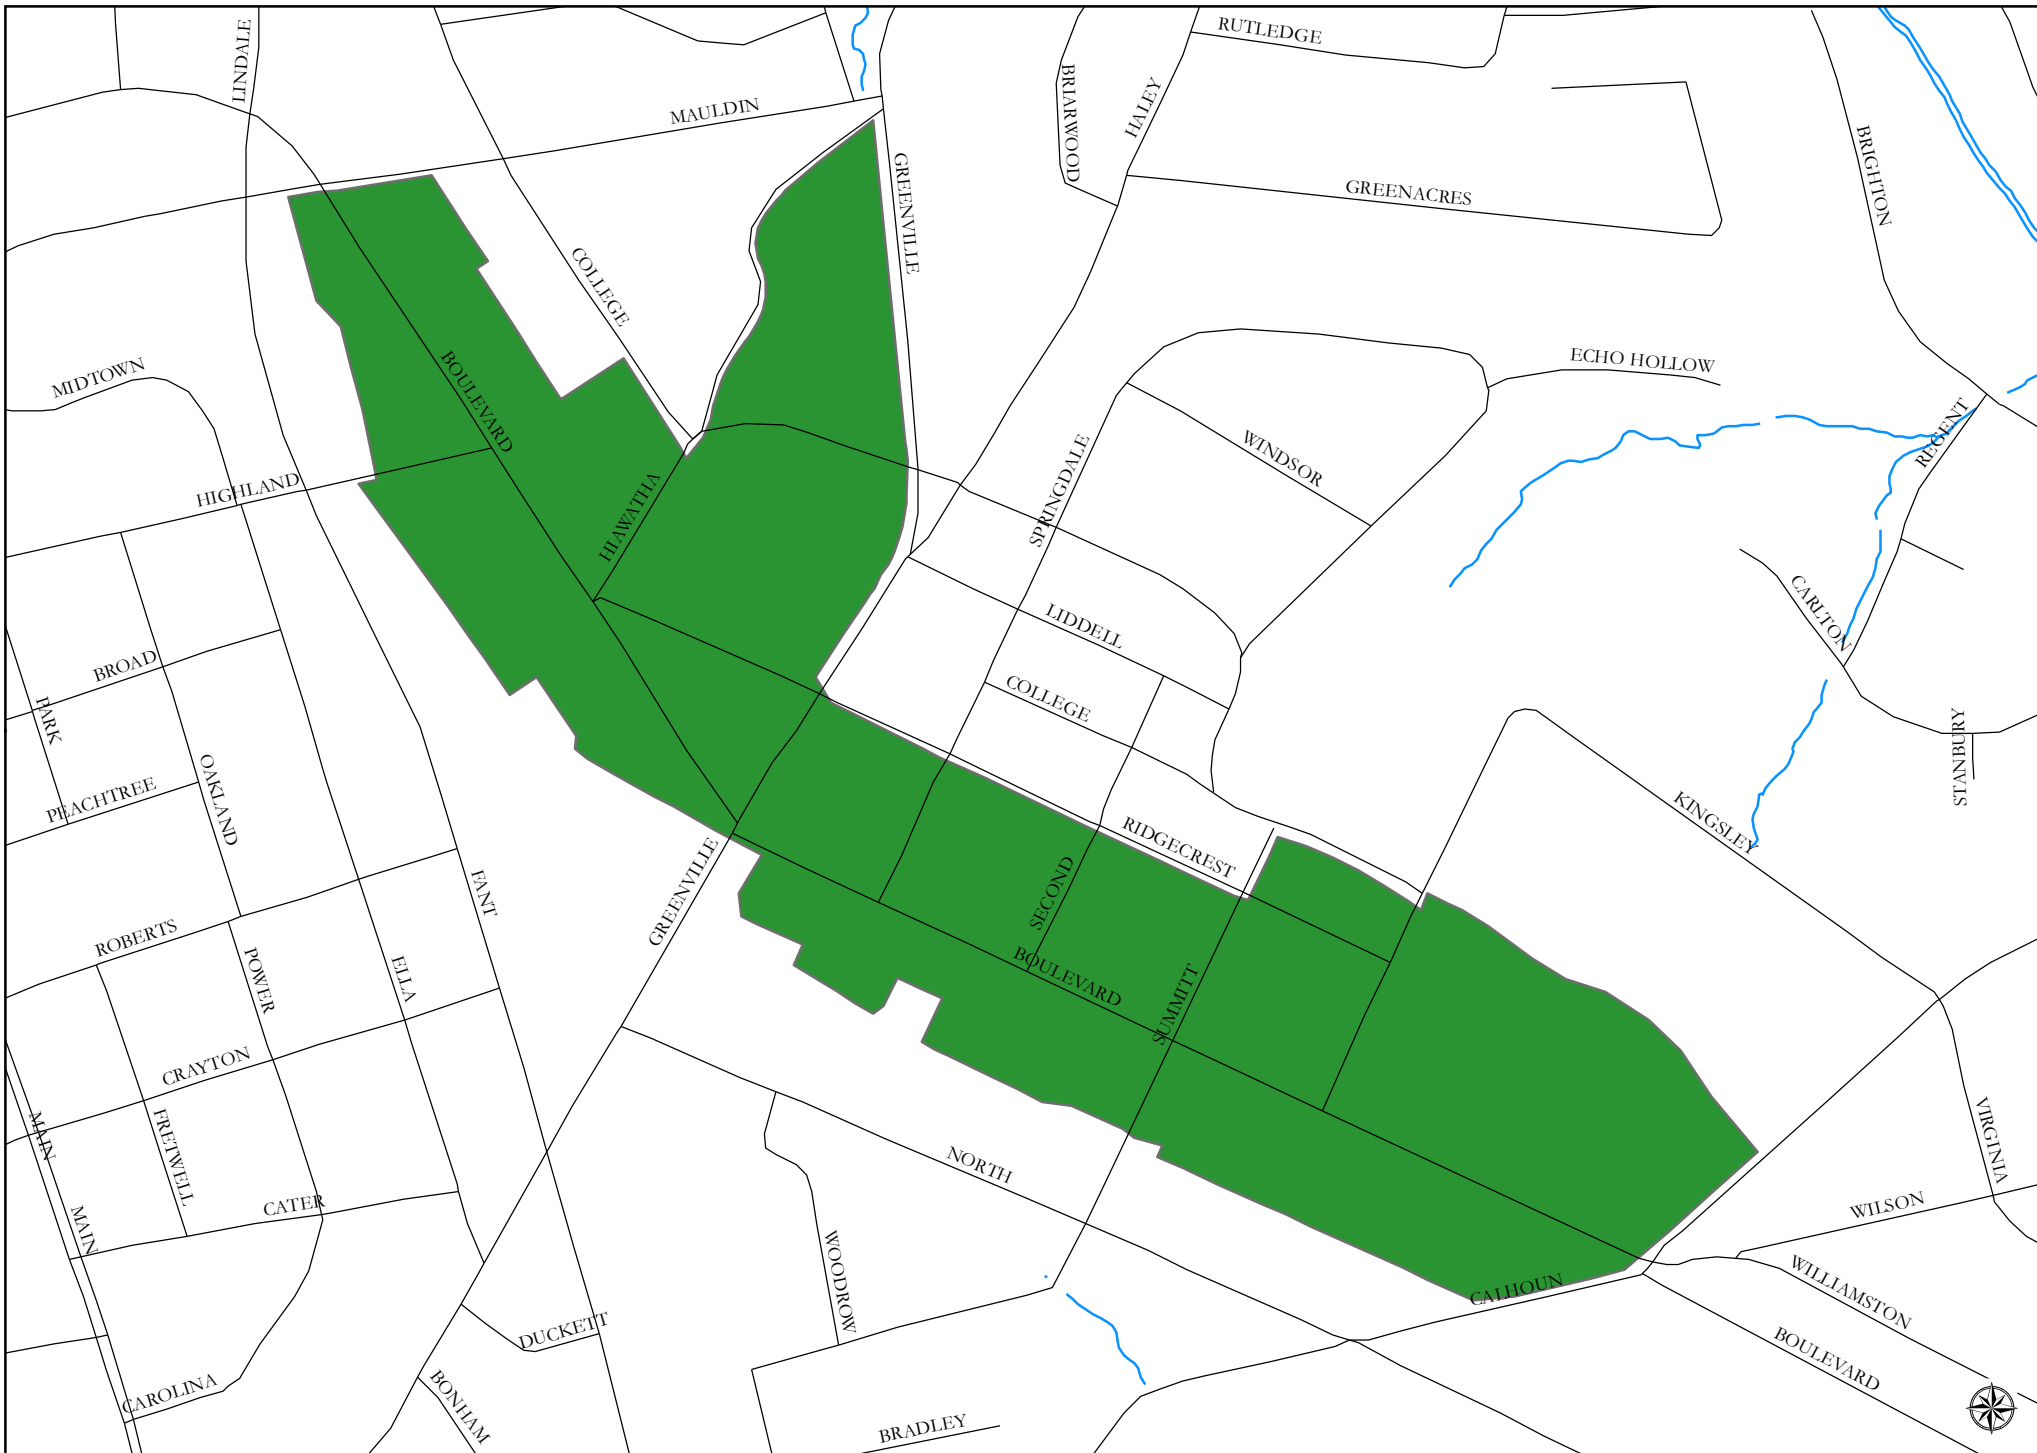 LINDALE
RUTLEDGE
BRIARWOOD
HALEY
MAULDIN
BRIGHTON
GREENVILLE
GREENACRES
COLLEGE
BOULEVARD
MIDTOWN
ECHO HOLLOW
REGENT
WINDSOR
SPRINGDALE
HIGHLAND
HIAWATHA
CARLTON
LIDDELL
BROAD
PARK
COLLEGE
STANBURY
OAKLAND
PEACHTREE
KINGSLEY
RIDGECREST
GREENVILLE
FANT
SECOND
ROBERTS
POWER
ELLA
BOULEVARD
SUMMITT
CRAYTON
MAIN
FRETWELL
NORTH
VIRGINIA
CATER
MAIN
WILSON
WOODROW
WILLIAMSTON
CALHOUN
DUCKETT
BOULEVARD
CAROLINA
BONHAM
BRADLEY